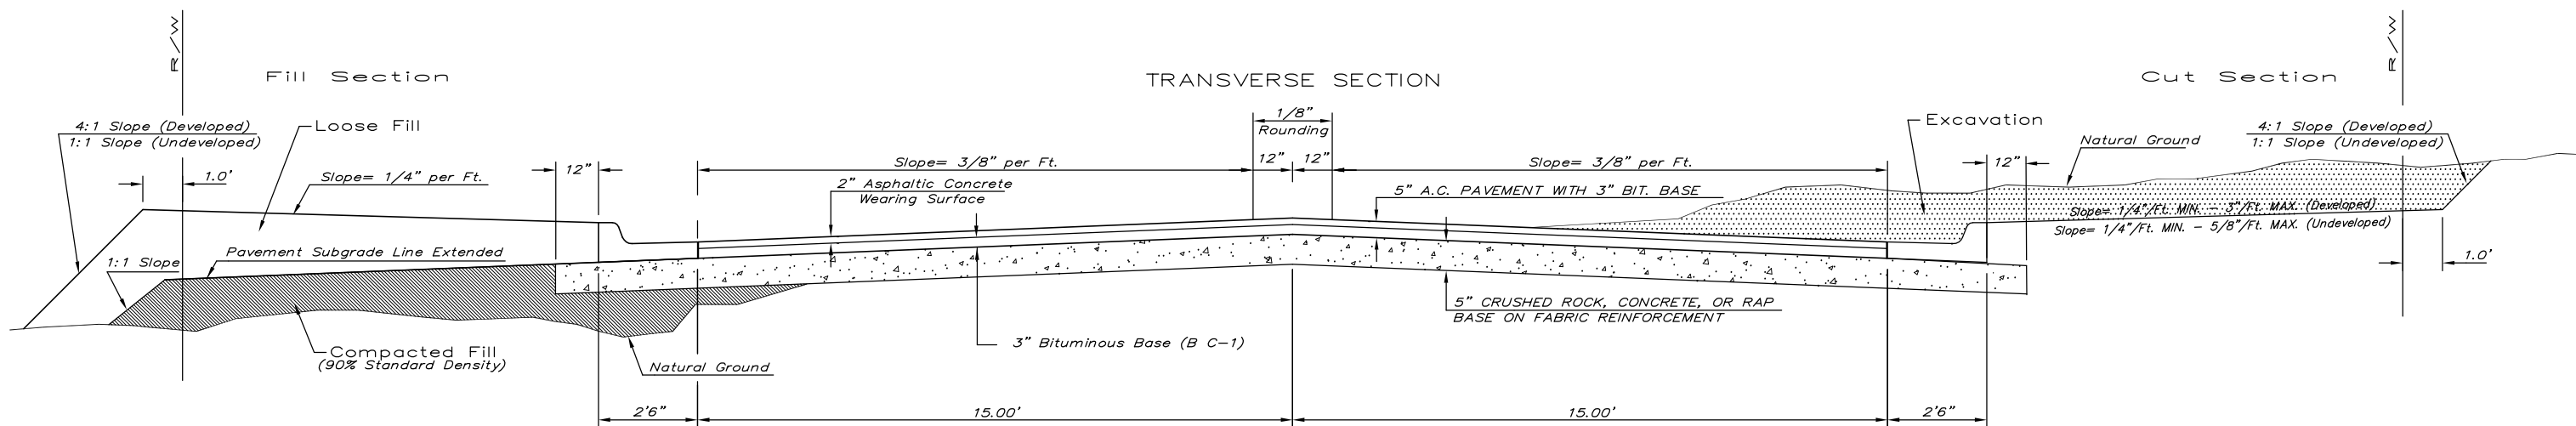 R/W
Fill Section
TRANSVERSE SECTION
Cut Section
R/W
4:1 Slope (Developed)
1:1 Slope (Undeveloped)
Loose Fill
1/8"
Rounding
Excavation
Natural Ground
4:1 Slope (Developed)
1:1 Slope (Undeveloped)
1.0'
Slope= 1/4" per Ft.
12"
Slope= 3/8" per Ft.
12"
12"
Slope= 3/8" per Ft.
12"
2" Asphaltic Concrete
Wearing Surface
5" A.C. PAVEMENT WITH 3" BIT. BASE
Slope= 1/4"/Ft. MIN. - 3"/Ft. MAX. (Developed)
Slope= 1/4"/Ft. MIN. - 5/8"/Ft. MAX. (Undeveloped)
Pavement Subgrade Line Extended
1:1 Slope
1.0'
5" CRUSHED ROCK, CONCRETE, OR RAP
BASE ON FABRIC REINFORCEMENT
3" Bituminous Base (B C-1)
Compacted Fill
(90% Standard Density)
Natural Ground
2'6"
15.00'
15.00'
2'6"